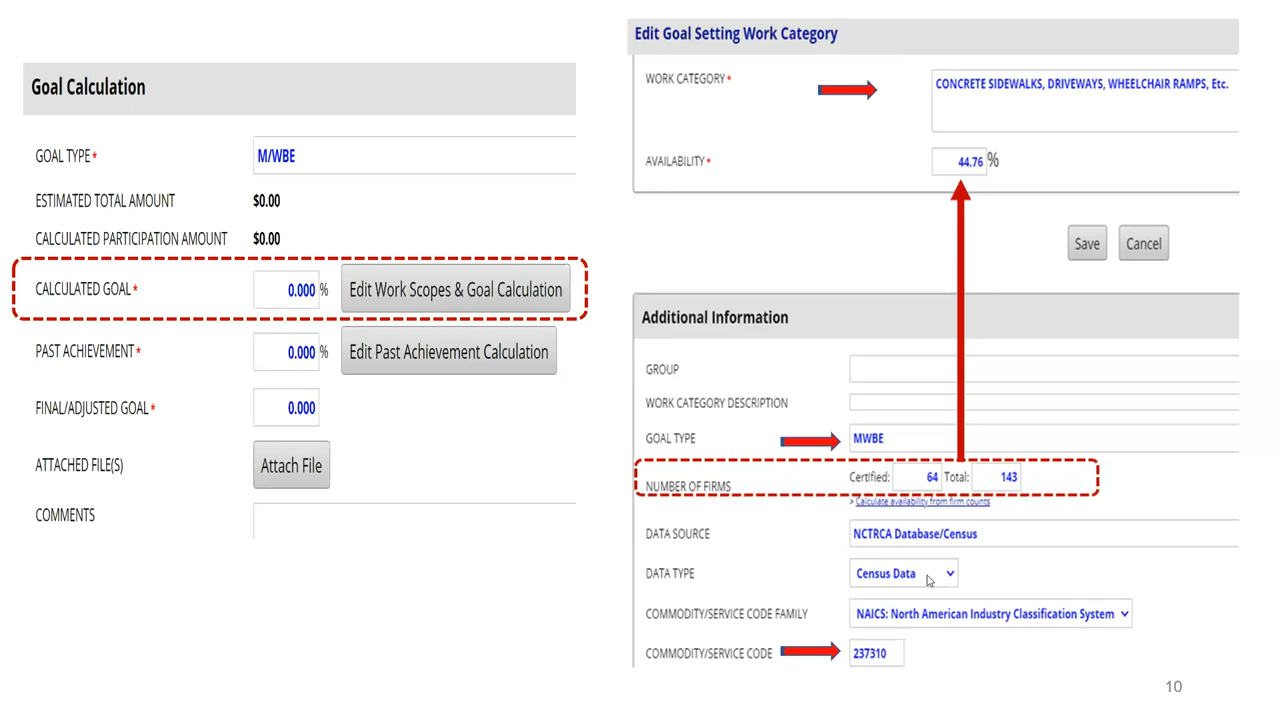 Goal Calculation
GOAL TYPE* M/WBE
ESTIMATED TOTAL AMOUNT $0.00
CALCULATED PARTICIPATION AMOUNT $0.00
CALCULATED GOAL* 0.000 % Edit Work Scopes & Goal Calculation
PAST ACHIEVEMENT* 0.000 % Edit Past Achievement Calculation
FINAL/ADJUSTED GOAL* 0.000
ATTACHED FILE(S) Attach File
COMMENTS
Edit Goal Setting Work Category
WORK CATEGORY* CONCRETE SIDEWALKS, DRIVEWAYS, WHEELCHAIR RAMPS, Etc.
AVAILABILITY* 44.76 %
Save Cancel
Additional Information
GROUP
WORK CATEGORY DESCRIPTION
GOAL TYPE MWBE
NUMBER OF FIRMS Certified: 64 Total: 143
> Calculate availability from firm counts
DATA SOURCE NCTRCA Database/Census
DATA TYPE Census Data
COMMODITY/SERVICE CODE FAMILY NAICS: North American Industry Classification System
COMMODITY/SERVICE CODE 237310
10